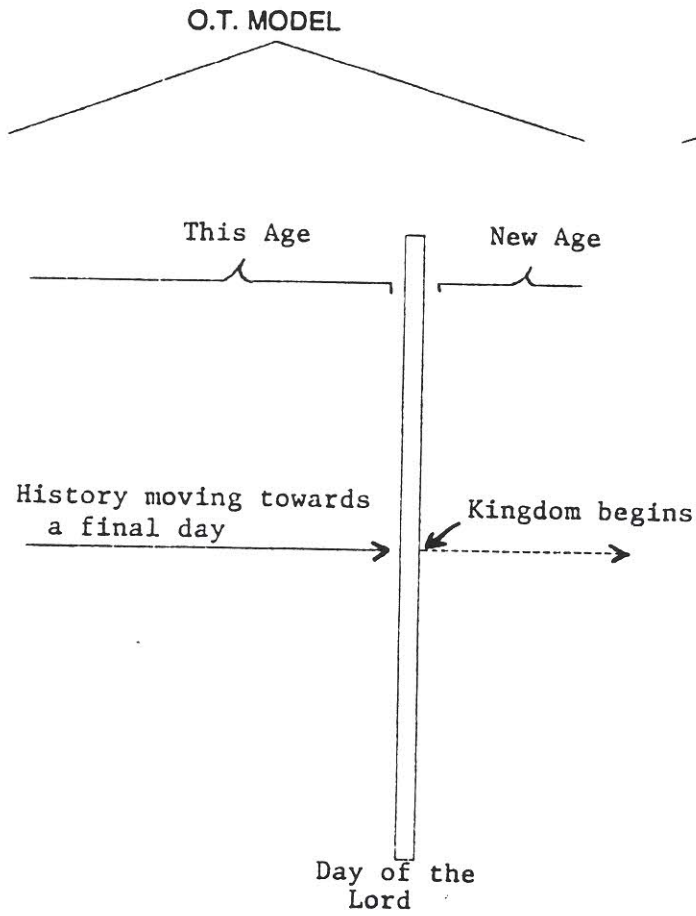 O.T. MODEL
This Age
New Age
History moving towards
a final day
Kingdom begins
Day of the
Lord